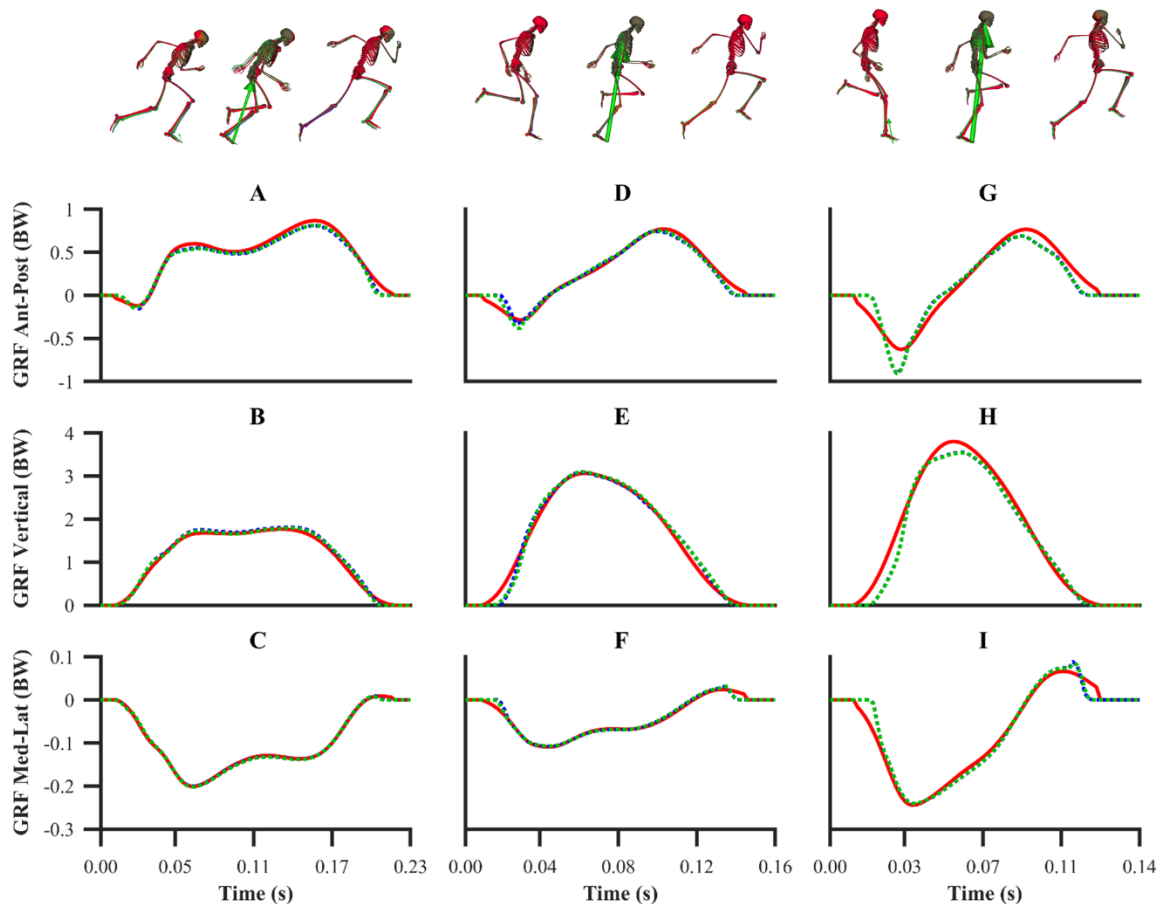 A D G
GRF Ant-Post (BW)
1
0.5
0
-0.5
-1
B E H
GRF Vertical (BW)
4
3
2
1
0
C F I
GRF Med-Lat (BW)
0.1
0
-0.1
-0.2
-0.3
0.00 0.05 0.11 0.17 0.23 0.00 0.04 0.08 0.12 0.16 0.00 0.03 0.07 0.11 0.14
Time (s) Time (s) Time (s)